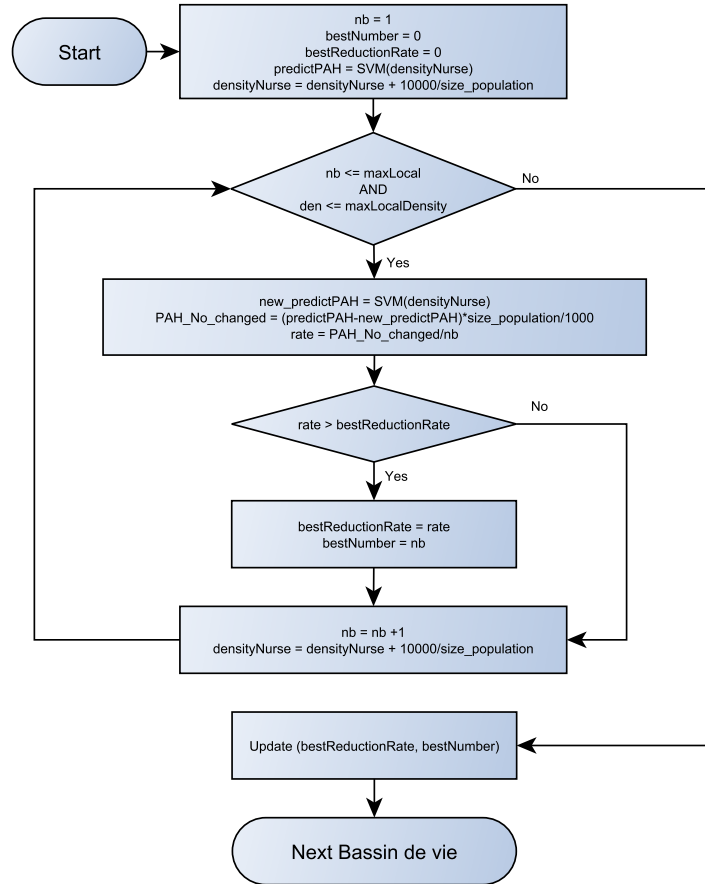 Start
nb = 1
bestNumber = 0
bestReductionRate = 0
predictPAH = SVM(densityNurse)
densityNurse = densityNurse + 10000/size_population
nb <= maxLocal
AND
den <= maxLocalDensity
No
Yes
new_predictPAH = SVM(densityNurse)
PAH_No_changed = (predictPAH-new_predictPAH)*size_population/1000
rate = PAH_No_changed/nb
rate > bestReductionRate
No
Yes
bestReductionRate = rate
bestNumber = nb
nb = nb +1
densityNurse = densityNurse + 10000/size_population
Update (bestReductionRate, bestNumber)
Next Bassin de vie